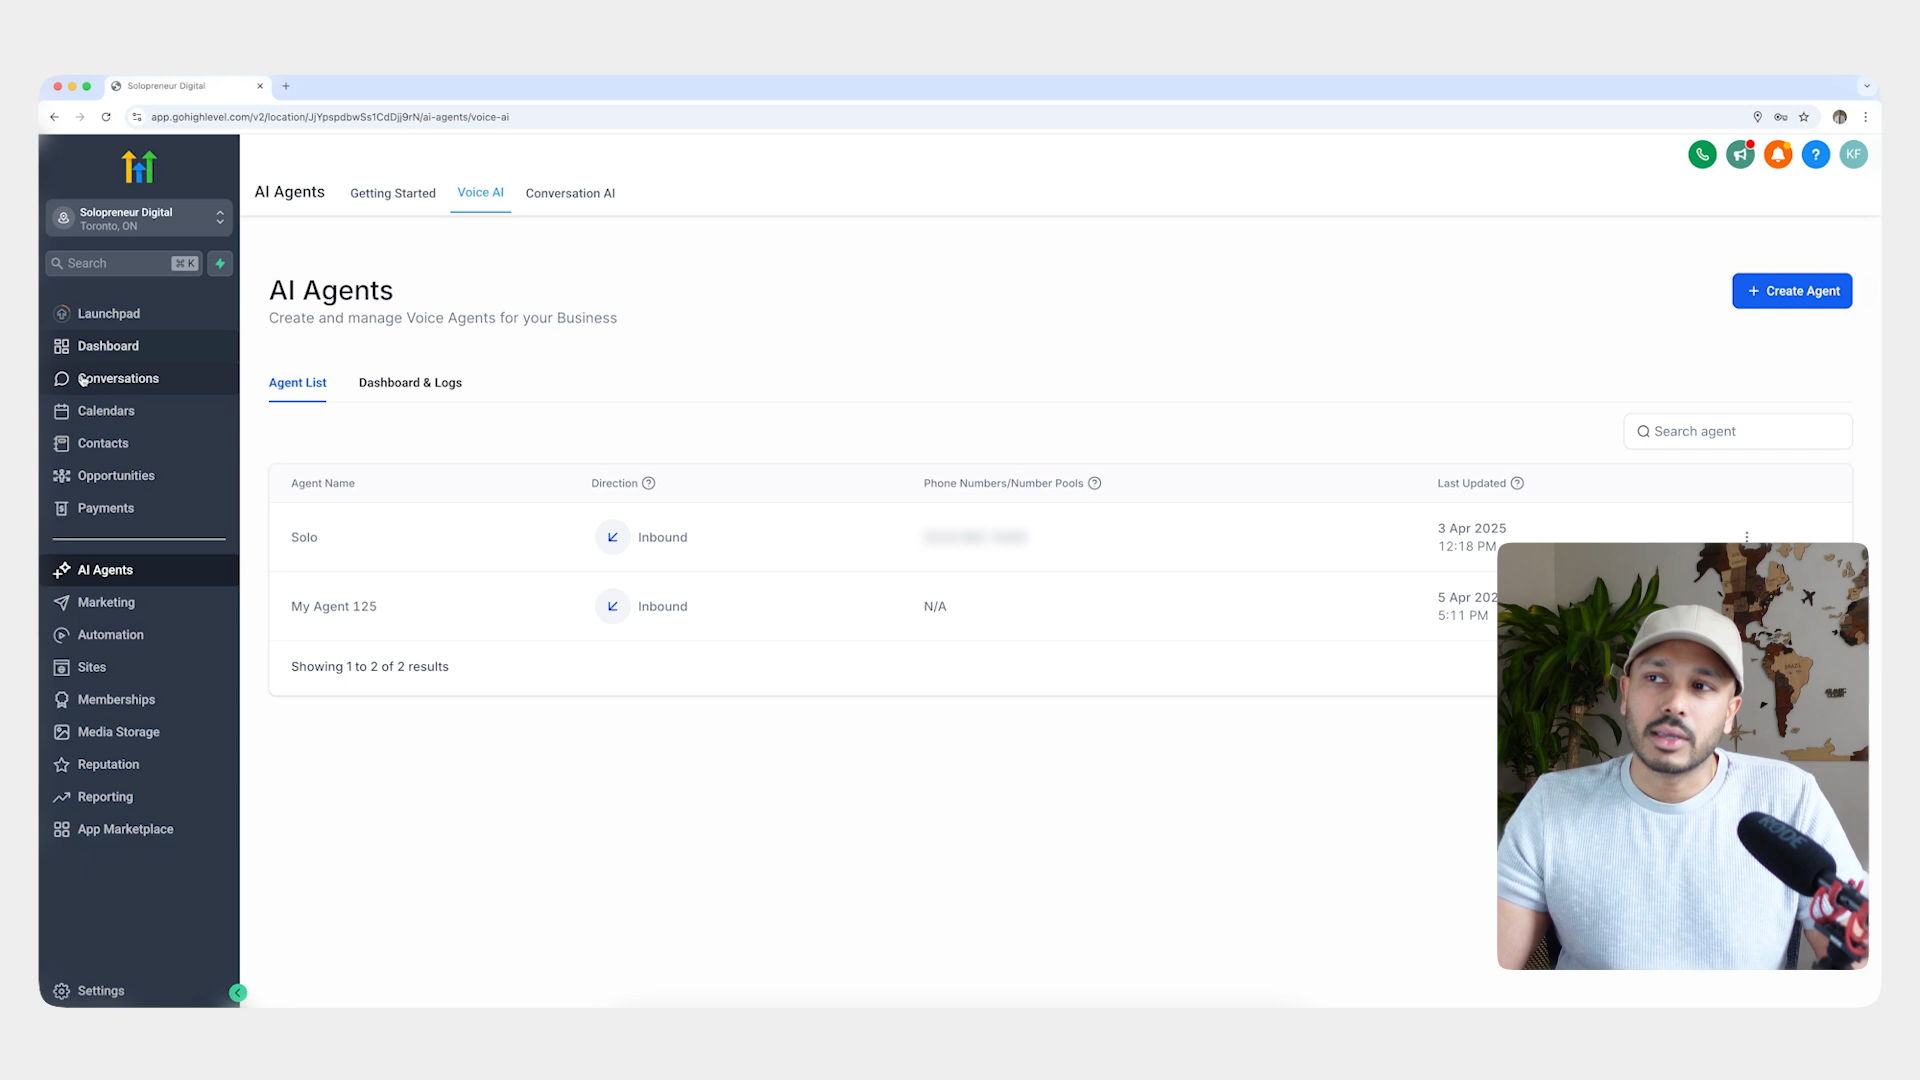 Solopreneur Digital
app.gohighlevel.com/v2/location/JjYpspdbwSs1CdDjj9rN/ai-agents/voice-ai
KF
AI Agents
Getting Started
Voice AI
Conversation AI
Solopreneur Digital
Toronto, ON
Search
⌘ K
Launchpad
Dashboard
Conversations
Calendars
Contacts
Opportunities
Payments
AI Agents
Marketing
Automation
Sites
Memberships
Media Storage
Reputation
Reporting
App Marketplace
Settings
AI Agents
Create and manage Voice Agents for your Business
+ Create Agent
Agent List
Dashboard & Logs
Search agent
Agent Name
Direction ?
Phone Numbers/Number Pools ?
Last Updated ?
Solo
Inbound
3 Apr 2025
12:18 PM
My Agent 125
Inbound
N/A
5 Apr 202
5:11 PM
Showing 1 to 2 of 2 results
BRAZIL
RODE